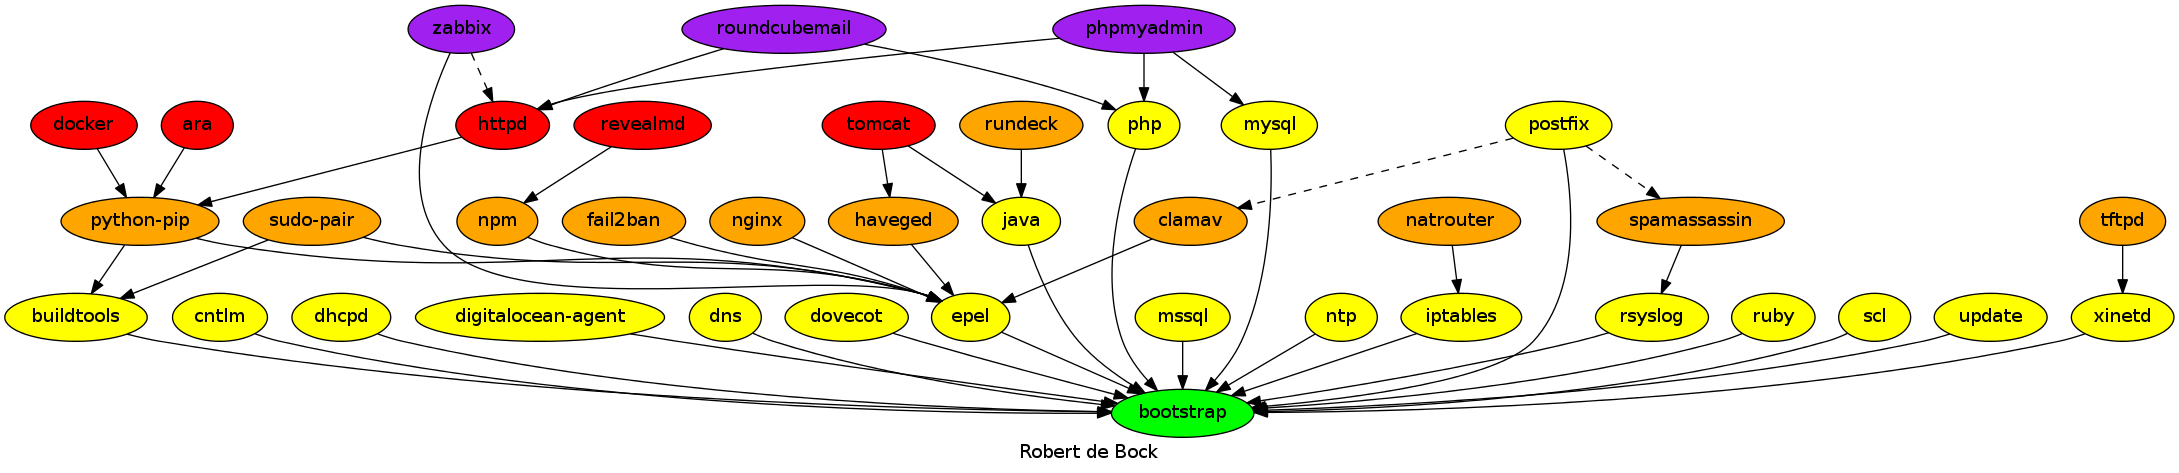 zabbix
roundcubemail
phpmyadmin
docker
ara
httpd
revealmd
tomcat
rundeck
php
mysql
postfix
python-pip
sudo-pair
npm
fail2ban
nginx
haveged
java
clamav
natrouter
spamassassin
tftpd
buildtools
cntlm
dhcpd
digitalocean-agent
dns
dovecot
epel
mssql
ntp
iptables
rsyslog
ruby
scl
update
xinetd
bootstrap
Robert de Bock